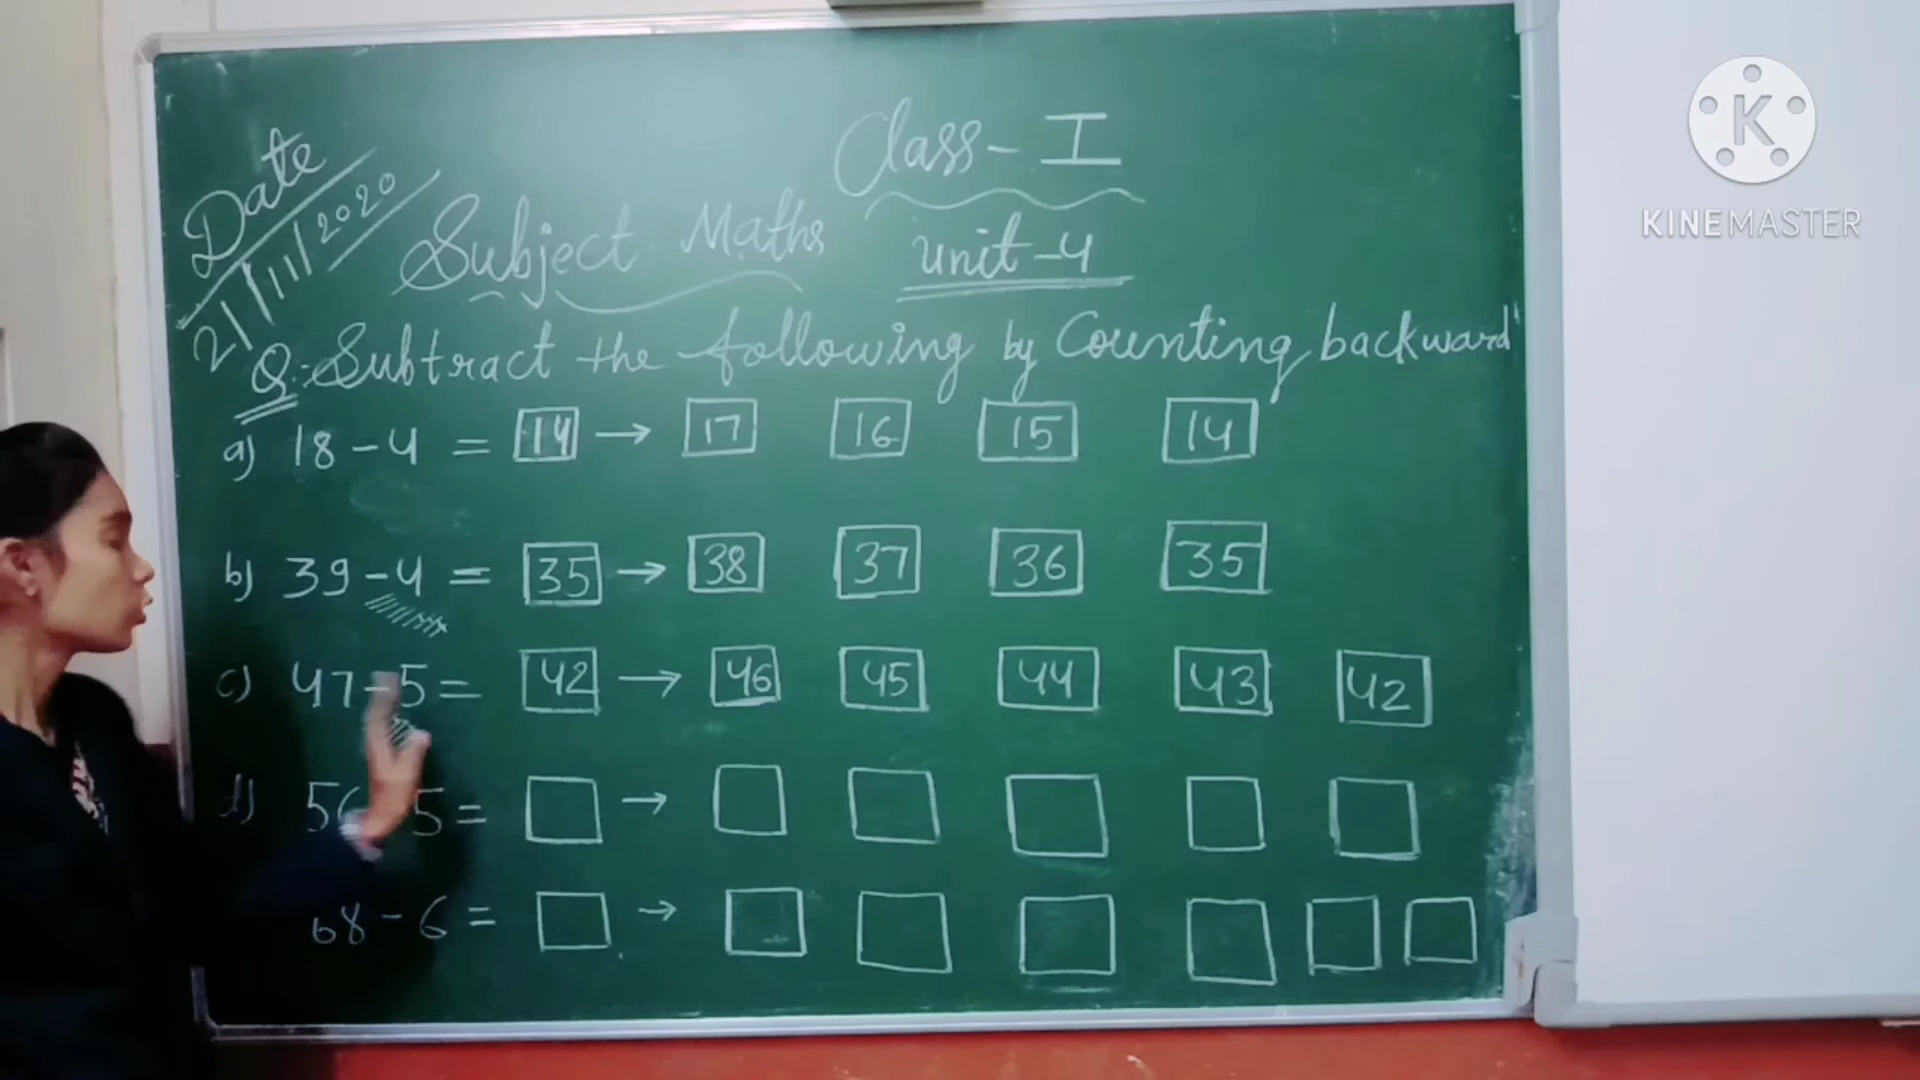 Date
21/11/2020
Class - I
Subject Maths
unit - 4
Q:- Subtract the following by Counting backward"
a) 18 - 4 = 14 → 17 16 15 14
b) 39 - 4 = 35 → 38 37 36 35
c) 47 - 5 = 42 → 46 45 44 43 42
d) 56 5 = →
68 - 6 = →
KINEMASTER